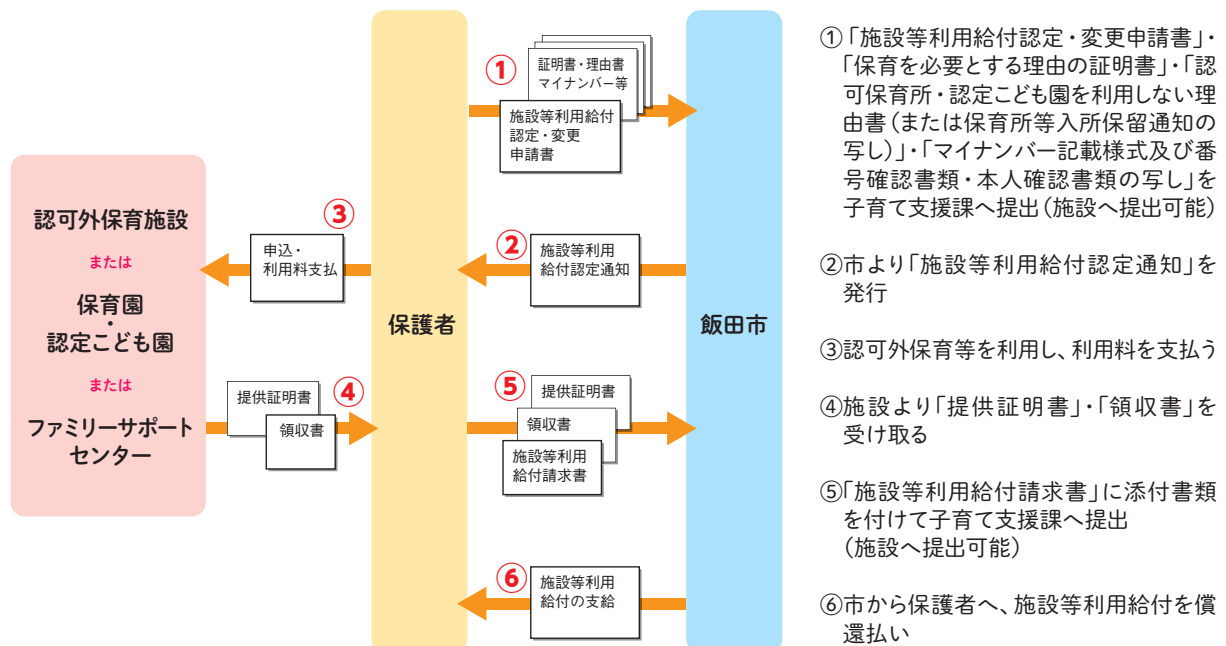 認可外保育施設
または
保育園
・
認定こども園
または
ファミリーサポート
センター
③
申込・
利用料支払
提供証明書
領収書
④
保護者
①
証明書・理由書
マイナンバー等
施設等利用給付
認定・変更
申請書
②
施設等利用
給付認定通知
⑤
提供証明書
領収書
施設等利用
給付請求書
⑥
施設等利用
給付の支給
飯田市
①「施設等利用給付認定・変更申請書」・
「保育を必要とする理由の証明書」・「認
可保育所・認定こども園を利用しない理
由書(または保育所等入所保留通知の
写し)」・「マイナンバー記載様式及び番
号確認書類・本人確認書類の写し」を
子育て支援課へ提出(施設へ提出可能)
②市より「施設等利用給付認定通知」を
発行
③認可外保育等を利用し、利用料を支払う
④施設より「提供証明書」・「領収書」を
受け取る
⑤「施設等利用給付請求書」に添付書類
を付けて子育て支援課へ提出
(施設へ提出可能)
⑥市から保護者へ、施設等利用給付を償
還払い